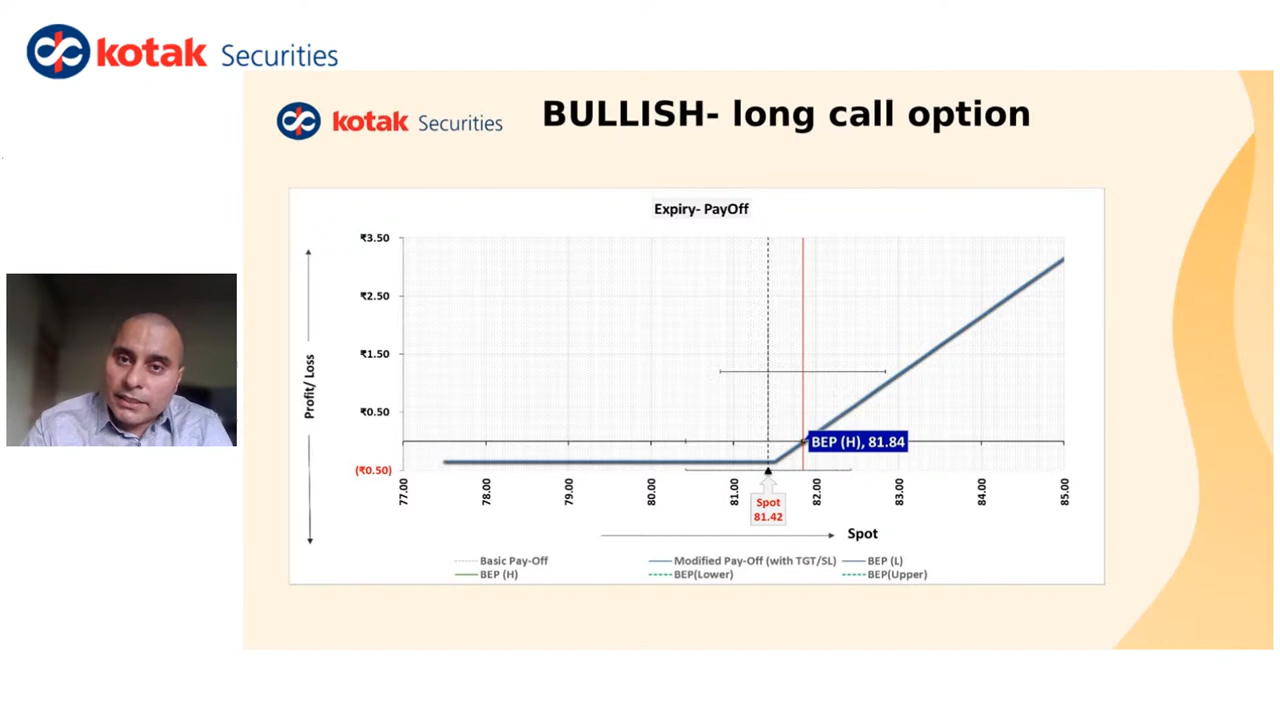 kotak Securities
kotak Securities
BULLISH- long call option
Expiry- PayOff
₹3.50
₹2.50
₹1.50
₹0.50
(₹0.50)
Profit/ Loss
BEP (H), 81.84
77.00
78.00
79.00
80.00
81.00
82.00
83.00
84.00
85.00
Spot
81.42
Spot
Basic Pay-Off
Modified Pay-Off (with TGT/SL)
BEP (L)
BEP (H)
BEP(Lower)
BEP(Upper)